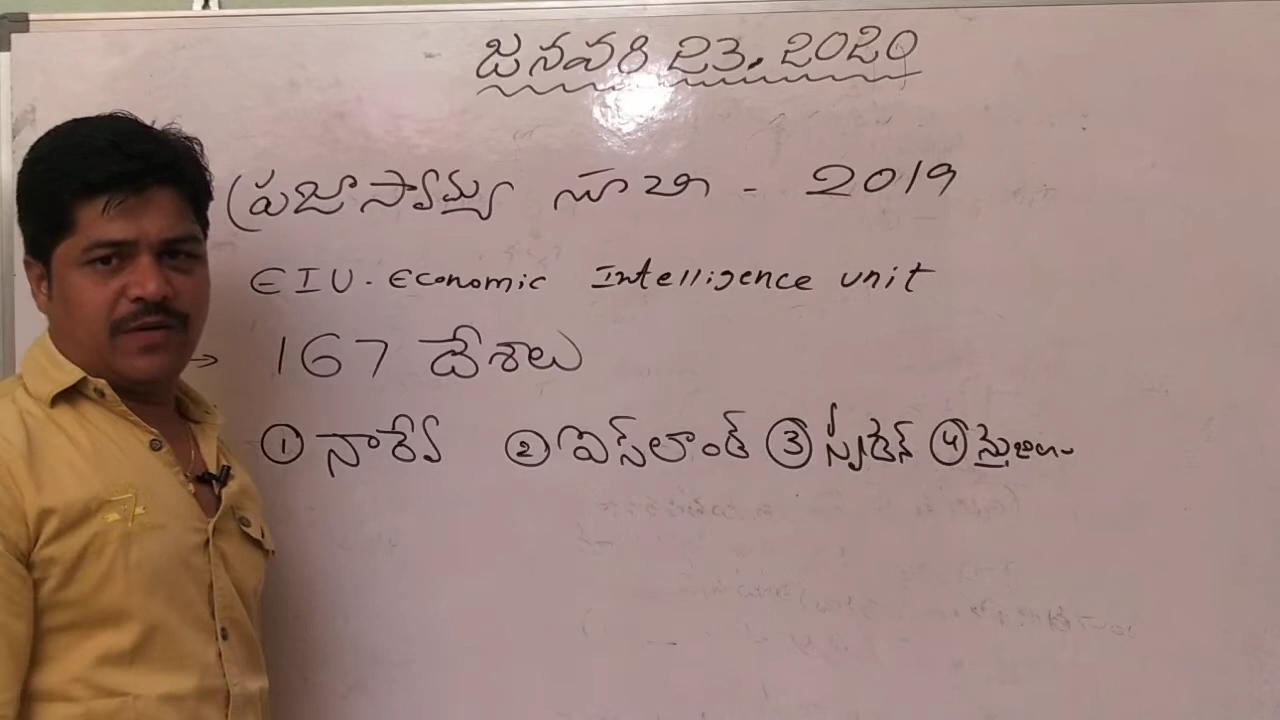 జనవరి 23, 2020
ప్రజాస్వామ్య సూచీ - 2019
EIU - Economic Intelligence unit
→ 167 దేశాలు
① నార్వే ② ఐస్‌లాండ్ ③ స్వీడన్ ④